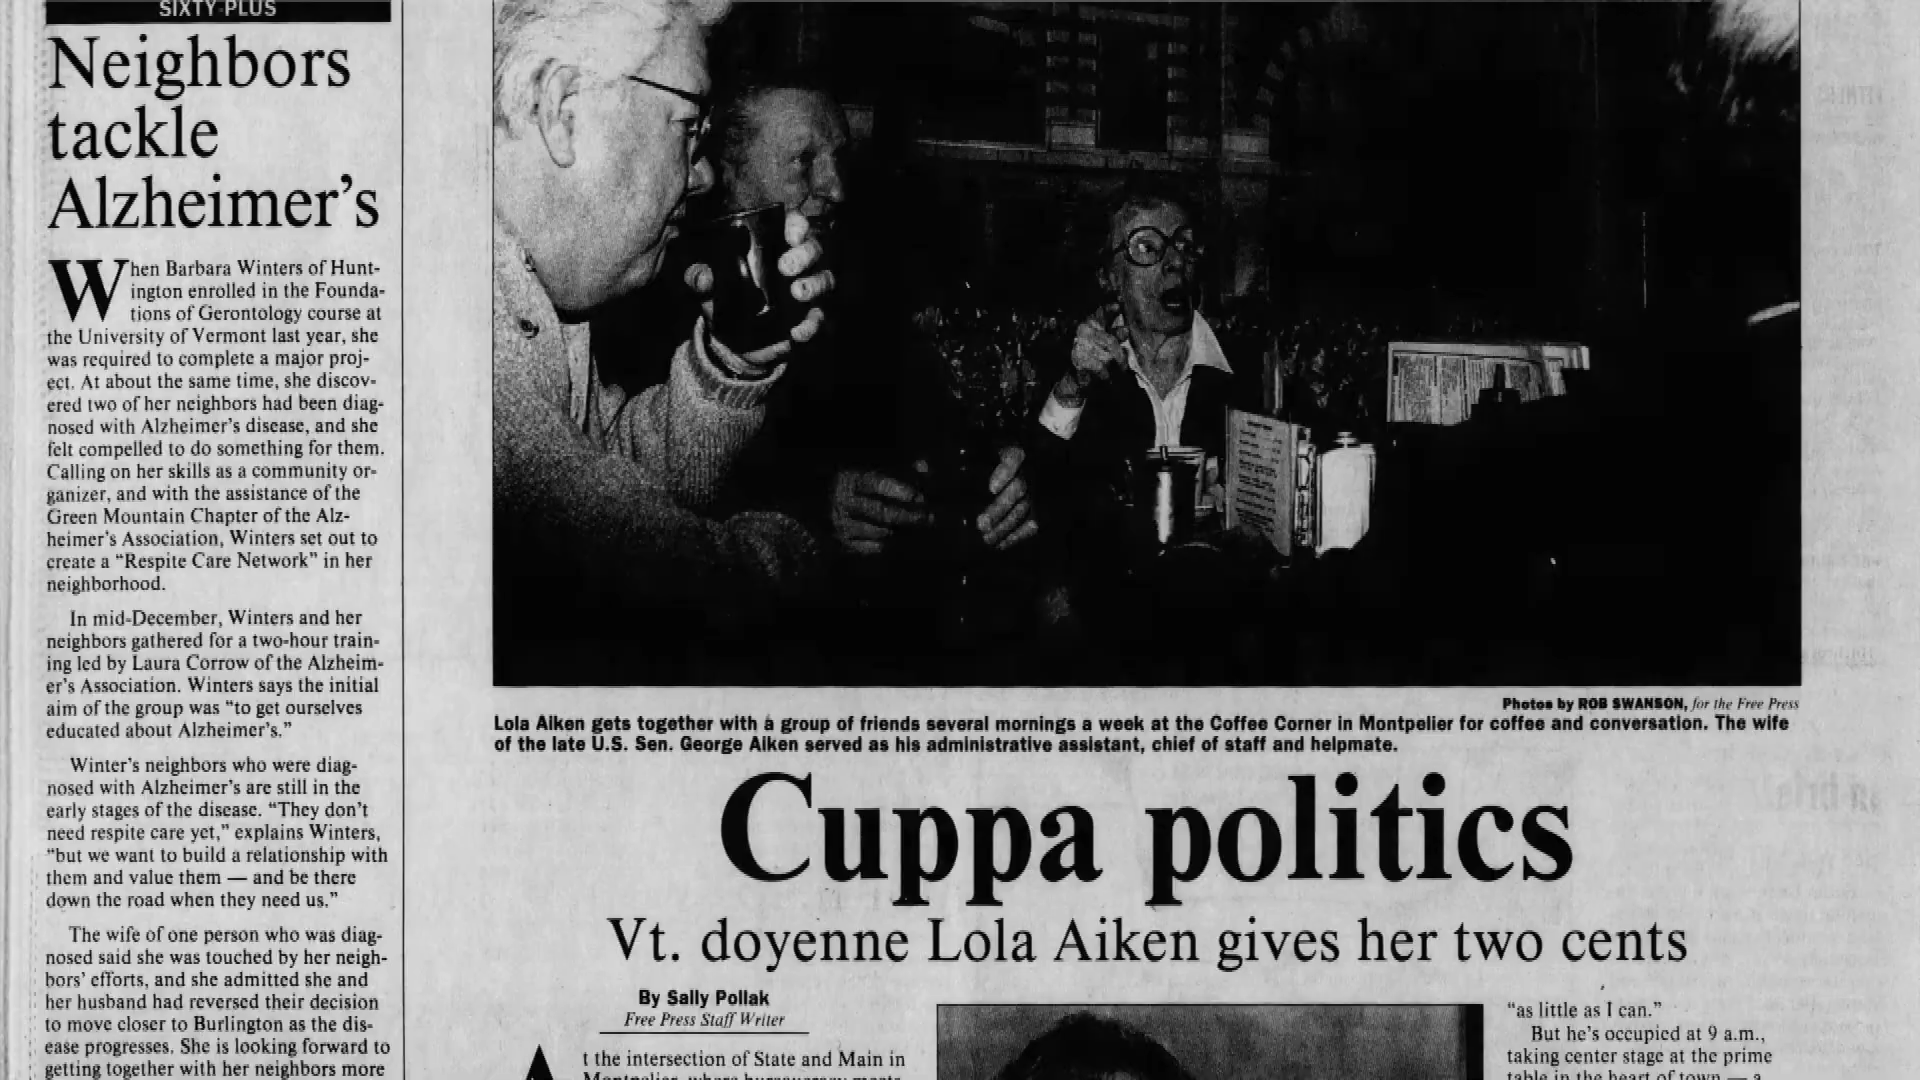 SIXTY PLUS
Neighbors
tackle
Alzheimer's
When Barbara Winters of Hunt-
ington enrolled in the Founda-
tions of Gerontology course at
the University of Vermont last year, she
was required to complete a major proj-
ect. At about the same time, she discov-
ered two of her neighbors had been diag-
nosed with Alzheimer's disease, and she
felt compelled to do something for them.
Calling on her skills as a community or-
ganizer, and with the assistance of the
Green Mountain Chapter of the Alz-
heimer's Association, Winters set out to
create a “Respite Care Network” in her
neighborhood.
In mid-December, Winters and her
neighbors gathered for a two-hour train-
ing led by Laura Corrow of the Alzheim-
er's Association. Winters says the initial
aim of the group was “to get ourselves
educated about Alzheimer's.”
Winter's neighbors who were diag-
nosed with Alzheimer's are still in the
early stages of the disease. “They don't
need respite care yet,” explains Winters,
“but we want to build a relationship with
them and value them — and be there
down the road when they need us.”
The wife of one person who was diag-
nosed said she was touched by her neigh-
bors' efforts, and she admitted she and
her husband had reversed their decision
to move closer to Burlington as the dis-
ease progresses. She is looking forward to
getting together with her neighbors more
Photos by ROB SWANSON, for the Free Press
Lola Aiken gets together with a group of friends several mornings a week at the Coffee Corner in Montpelier for coffee and conversation. The wife
of the late U.S. Sen. George Aiken served as his administrative assistant, chief of staff and helpmate.
Cuppa politics
Vt. doyenne Lola Aiken gives her two cents
By Sally Pollak
Free Press Staff Writer
At the intersection of State and Main in
Montpelier, where bureaucracy meets
"as little as I can."
But he's occupied at 9 a.m.,
taking center stage at the prime
table in the heart of town — a